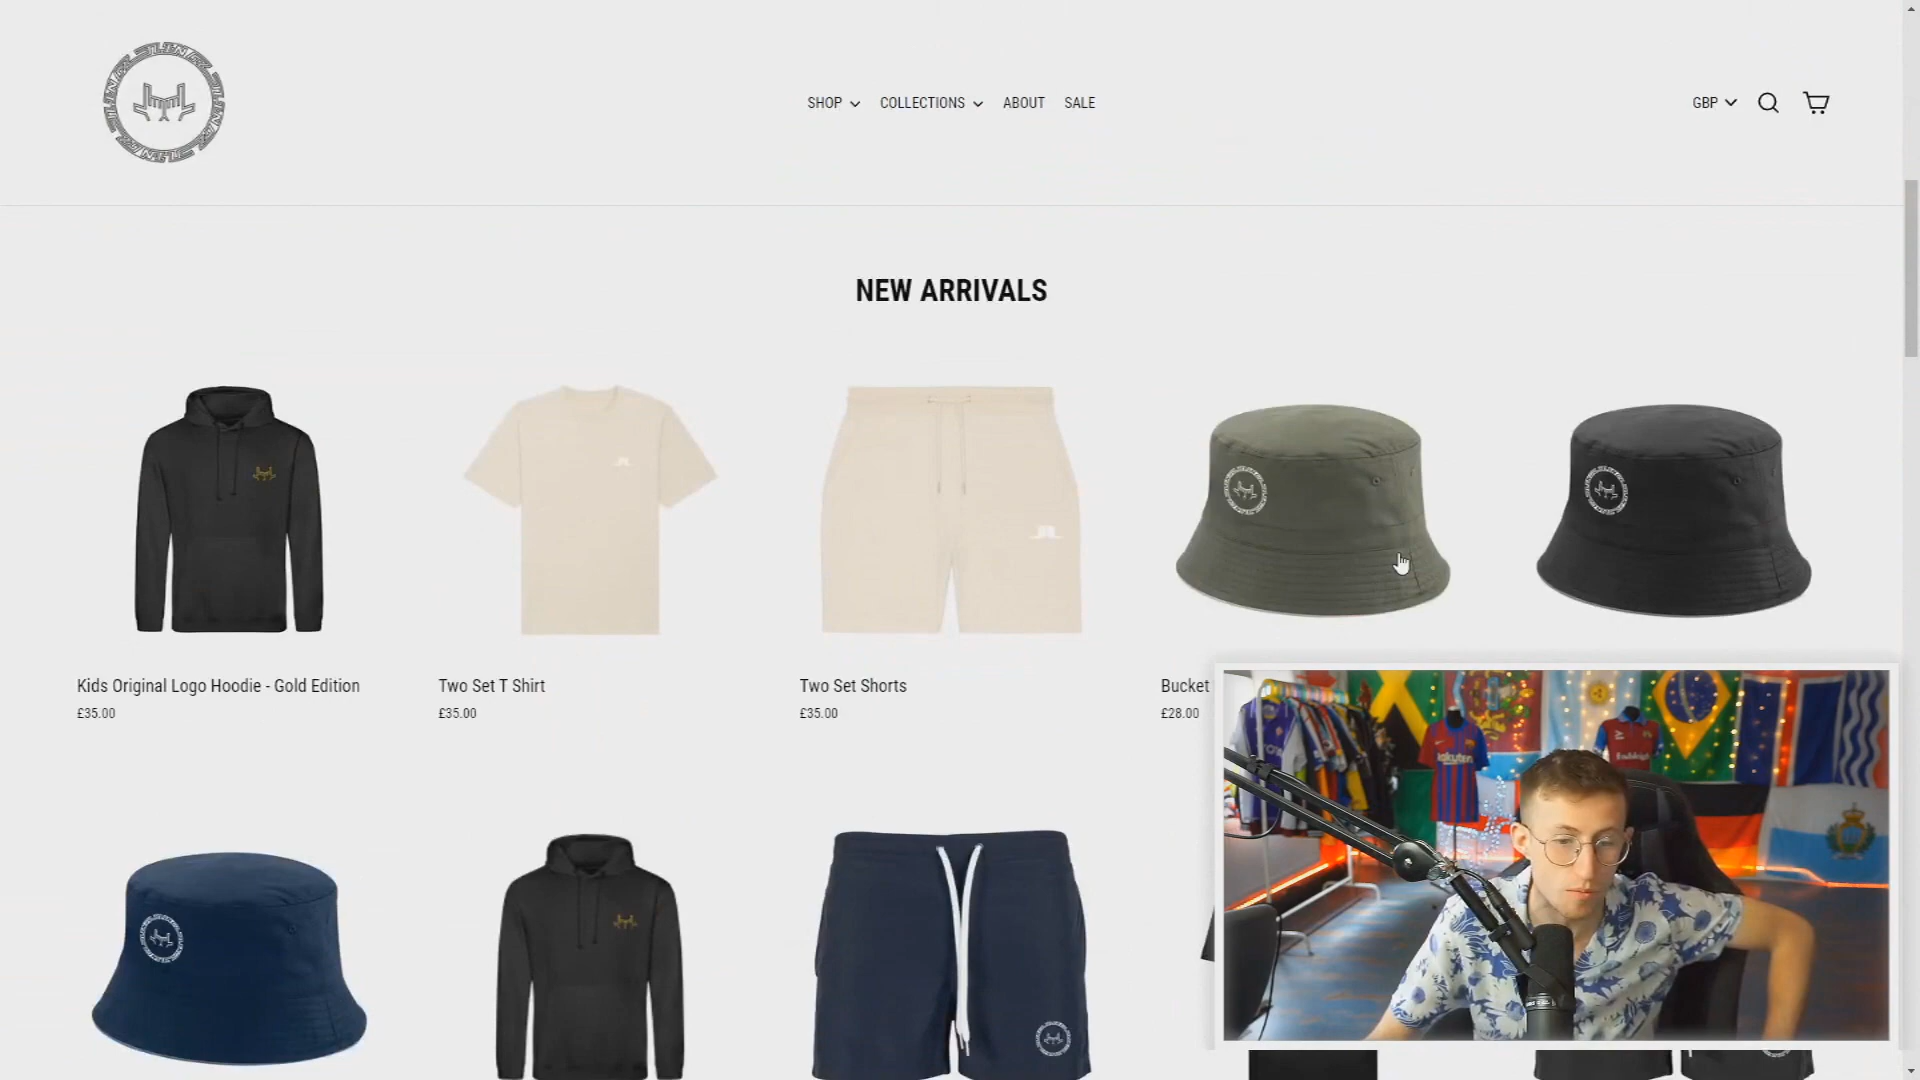 SHOP
COLLECTIONS
ABOUT
SALE
GBP
NEW ARRIVALS
Kids Original Logo Hoodie - Gold Edition
£35.00
Two Set T Shirt
£35.00
Two Set Shorts
£35.00
Bucket
£28.00
Rakuten